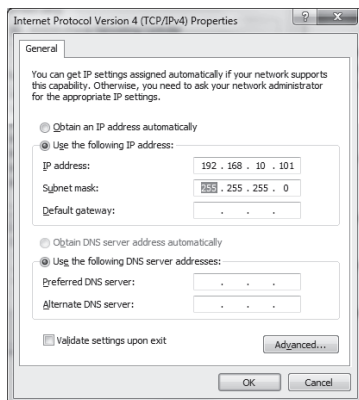 Internet Protocol Version 4 (TCP/IPv4) Properties
General
You can get IP settings assigned automatically if your network supports
this capability. Otherwise, you need to ask your network administrator
for the appropriate IP settings.
Obtain an IP address automatically
Use the following IP address:
IP address: 192 . 168 . 10 . 101
Subnet mask: 255 . 255 . 255 . 0
Default gateway: . . .
Obtain DNS server address automatically
Use the following DNS server addresses:
Preferred DNS server: . . .
Alternate DNS server: . . .
Validate settings upon exit
Advanced...
OK Cancel